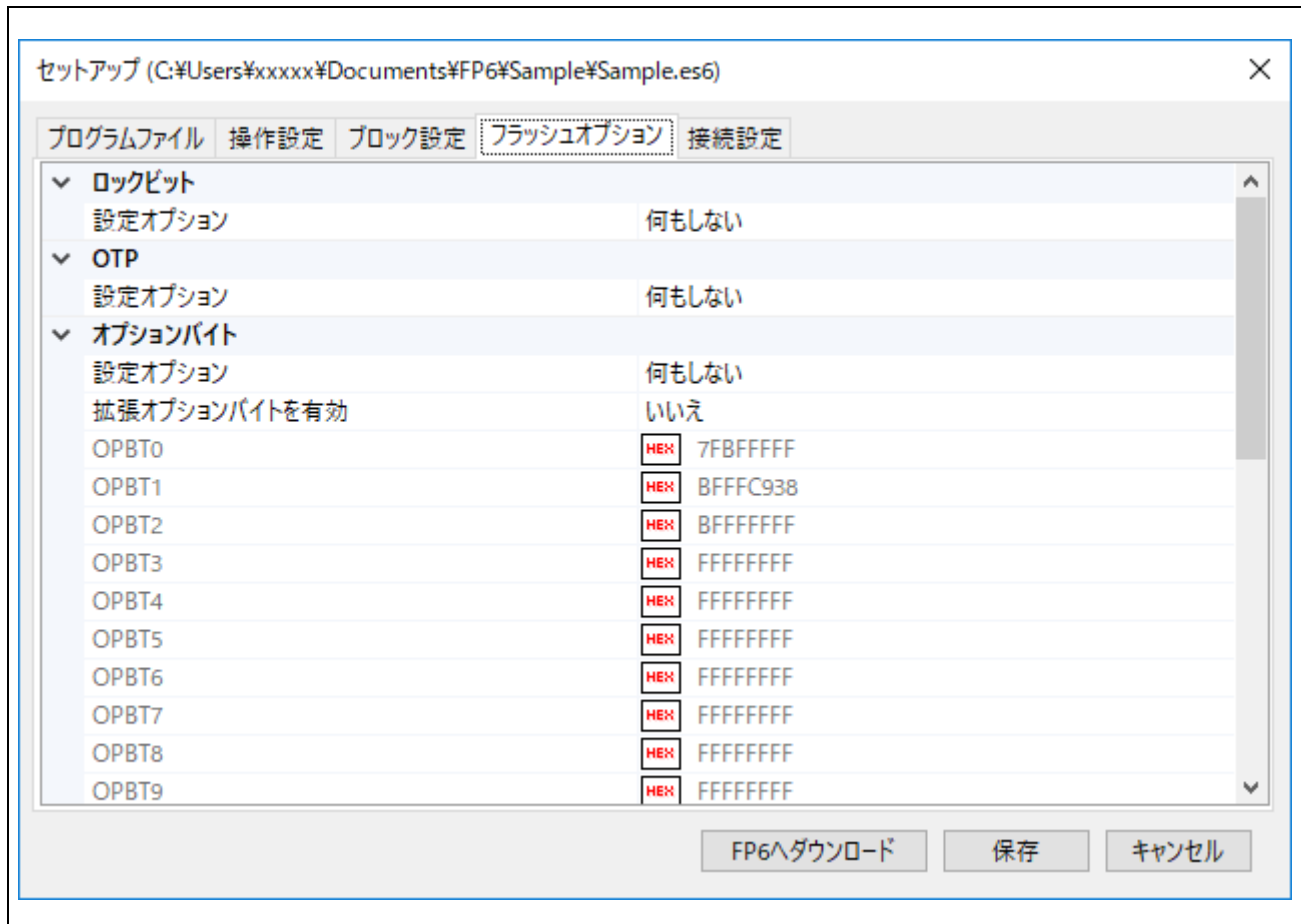 セットアップ (C:¥Users¥xxxxx¥Documents¥FP6¥Sample¥Sample.es6)
プログラムファイル 操作設定 ブロック設定 フラッシュオプション 接続設定
ロックビット
設定オプション 何もしない
OTP
設定オプション 何もしない
オプションバイト
設定オプション 何もしない
拡張オプションバイトを有効 いいえ
OPBT0 HEX 7FBFFFFF
OPBT1 HEX BFFFC938
OPBT2 HEX BFFFFFFF
OPBT3 HEX FFFFFFFF
OPBT4 HEX FFFFFFFF
OPBT5 HEX FFFFFFFF
OPBT6 HEX FFFFFFFF
OPBT7 HEX FFFFFFFF
OPBT8 HEX FFFFFFFF
OPBT9 HEX FFFFFFFF
FP6へダウンロード 保存 キャンセル